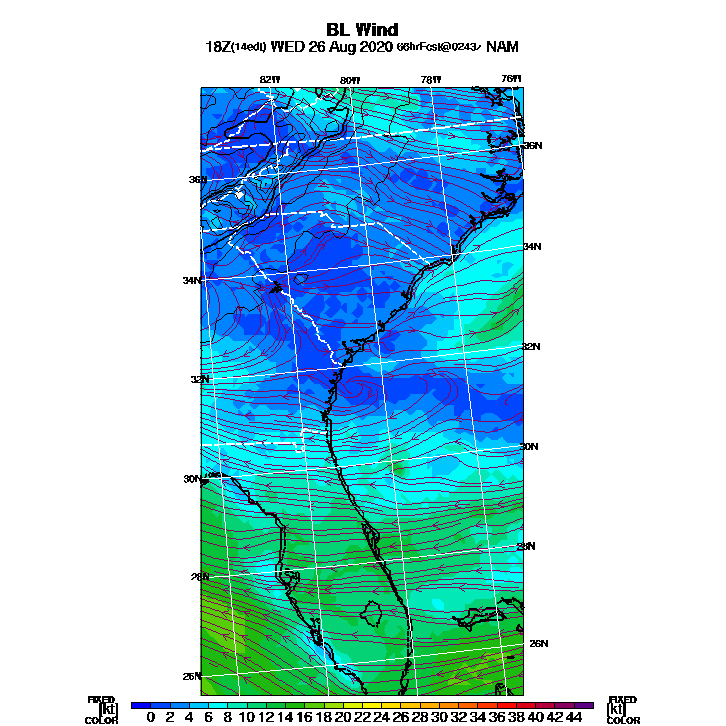 BL Wind
18Z(14edt) WED 26 Aug 2020 66hrFcst@0243z NAM
82W 80W 78W 76W
36N
36N
34N
34N
32N
32N
30N
30N
28N
28N
26N
26N
FIXED FIXED
[kt] 0 2 4 6 8 10 12 14 16 18 20 22 24 26 28 30 32 34 36 38 40 42 44 [kt]
COLOR COLOR